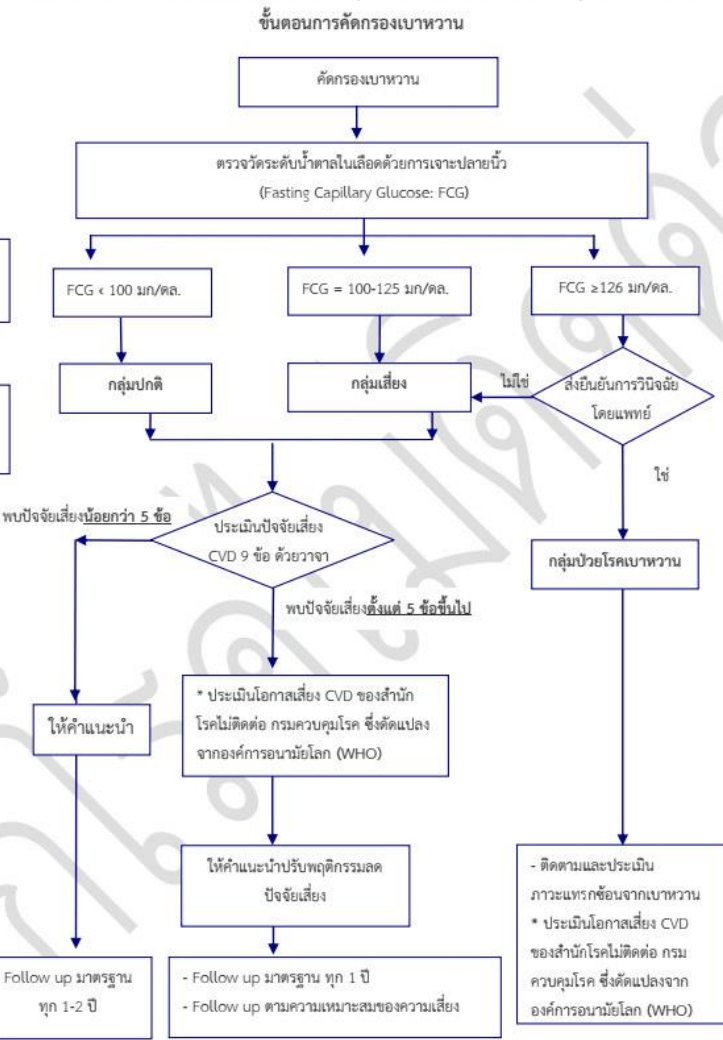 ขั้นตอนการคัดกรองเบาหวาน
คัดกรองเบาหวาน
ตรวจวัดระดับน้ำตาลในเลือดด้วยการเจาะปลายนิ้ว
(Fasting Capillary Glucose: FCG)
FCG < 100 มก/ดล.
FCG = 100-125 มก/ดล.
FCG ≥126 มก/ดล.
กลุ่มปกติ
กลุ่มเสี่ยง
ไม่ใช่
ส่งยืนยันการวินิจฉัย
โดยแพทย์
ใช่
พบปัจจัยเสี่ยงน้อยกว่า 5 ข้อ
ประเมินปัจจัยเสี่ยง
CVD 9 ข้อ ด้วยวาจา
กลุ่มป่วยโรคเบาหวาน
พบปัจจัยเสี่ยงตั้งแต่ 5 ข้อขึ้นไป
ให้คำแนะนำ
* ประเมินโอกาสเสี่ยง CVD ของสำนัก
โรคไม่ติดต่อ กรมควบคุมโรค ซึ่งดัดแปลง
จากองค์การอนามัยโลก (WHO)
ให้คำแนะนำปรับพฤติกรรมลด
ปัจจัยเสี่ยง
- ติดตามและประเมิน
ภาวะแทรกซ้อนจากเบาหวาน
* ประเมินโอกาสเสี่ยง CVD
ของสำนักโรคไม่ติดต่อ กรม
ควบคุมโรค ซึ่งดัดแปลงจาก
องค์การอนามัยโลก (WHO)
Follow up มาตรฐาน
ทุก 1-2 ปี
- Follow up มาตรฐาน ทุก 1 ปี
- Follow up ตามความเหมาะสมของความเสี่ยง